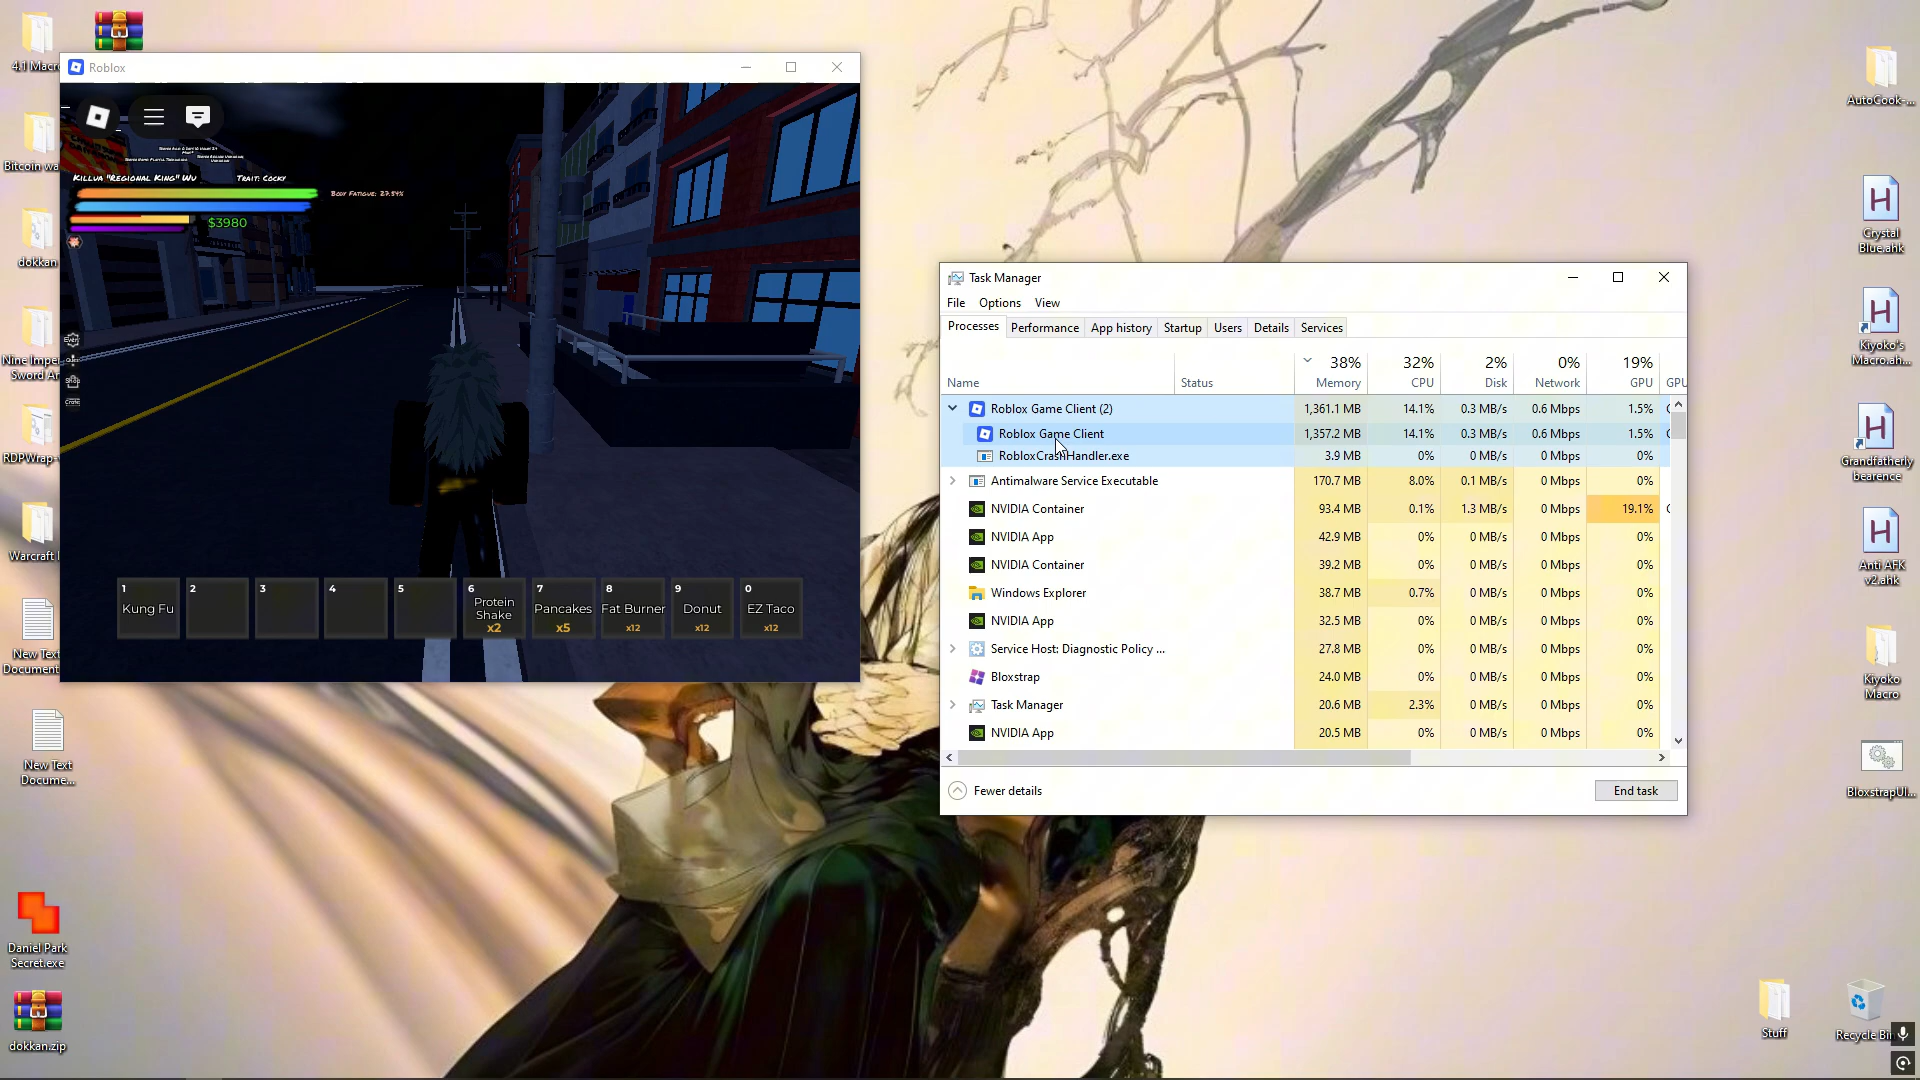 4.1 Macr
Bitcoin wa
dokkan
Nine Impe
Sword Ar
RDPWrap-
Warcraft I
New Text
Document
New Text
Docume...
Daniel Park
Secret.exe
dokkan.zip
Roblox
Killua "Regional King" Wu
Trait: Cocky
Body Fatigue: 27.54%
$3980
Shop
1
Kung Fu
2
3
4
5
6
Protein
Shake
x2
7
Pancakes
x5
8
Fat Burner
x12
9
Donut
x12
0
EZ Taco
x12
Task Manager
File Options View
Processes Performance App history Startup Users Details Services
38% 32% 2% 0% 19%
Name Status Memory CPU Disk Network GPU GPU
Roblox Game Client (2) 1,361.1 MB 14.1% 0.3 MB/s 0.6 Mbps 1.5%
Roblox Game Client 1,357.2 MB 14.1% 0.3 MB/s 0.6 Mbps 1.5%
RobloxCrashHandler.exe 3.9 MB 0% 0 MB/s 0 Mbps 0%
Antimalware Service Executable 170.7 MB 8.0% 0.1 MB/s 0 Mbps 0%
NVIDIA Container 93.4 MB 0.1% 1.3 MB/s 0 Mbps 19.1%
NVIDIA App 42.9 MB 0% 0 MB/s 0 Mbps 0%
NVIDIA Container 39.2 MB 0% 0 MB/s 0 Mbps 0%
Windows Explorer 38.7 MB 0.7% 0 MB/s 0 Mbps 0%
NVIDIA App 32.5 MB 0% 0 MB/s 0 Mbps 0%
Service Host: Diagnostic Policy ... 27.8 MB 0% 0 MB/s 0 Mbps 0%
Bloxstrap 24.0 MB 0% 0 MB/s 0 Mbps 0%
Task Manager 20.6 MB 2.3% 0 MB/s 0 Mbps 0%
NVIDIA App 20.5 MB 0% 0 MB/s 0 Mbps 0%
Fewer details
End task
AutoCook-...
Crystal
Blue.ahk
Kiyoko's
Macro.ah...
Grandfatherly
bearence
Anti AFK
v2.ahk
Kiyoko
Macro
BloxstrapUI...
Stuff
Recycle Bi